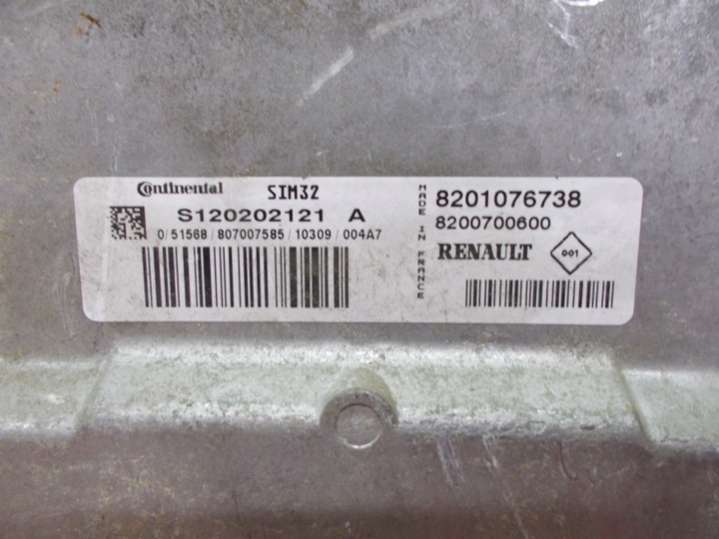 Continental SIM32
S120202121 A
0/51568/807007585/10309/004A7
MADE IN FRANCE
8201076738
8200700600
RENAULT 001